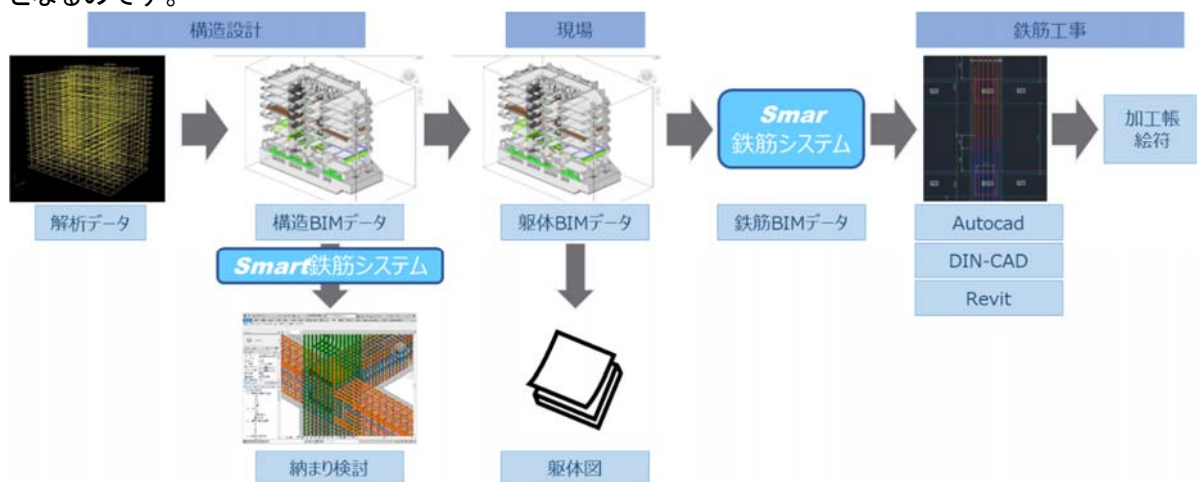 となるのです。
構造設計
現場
鉄筋工事
Smar
鉄筋システム
加工帳
絵符
解析データ
構造BIMデータ
躯体BIMデータ
鉄筋BIMデータ
Autocad
DIN-CAD
Revit
Smart鉄筋システム
納まり検討
躯体図